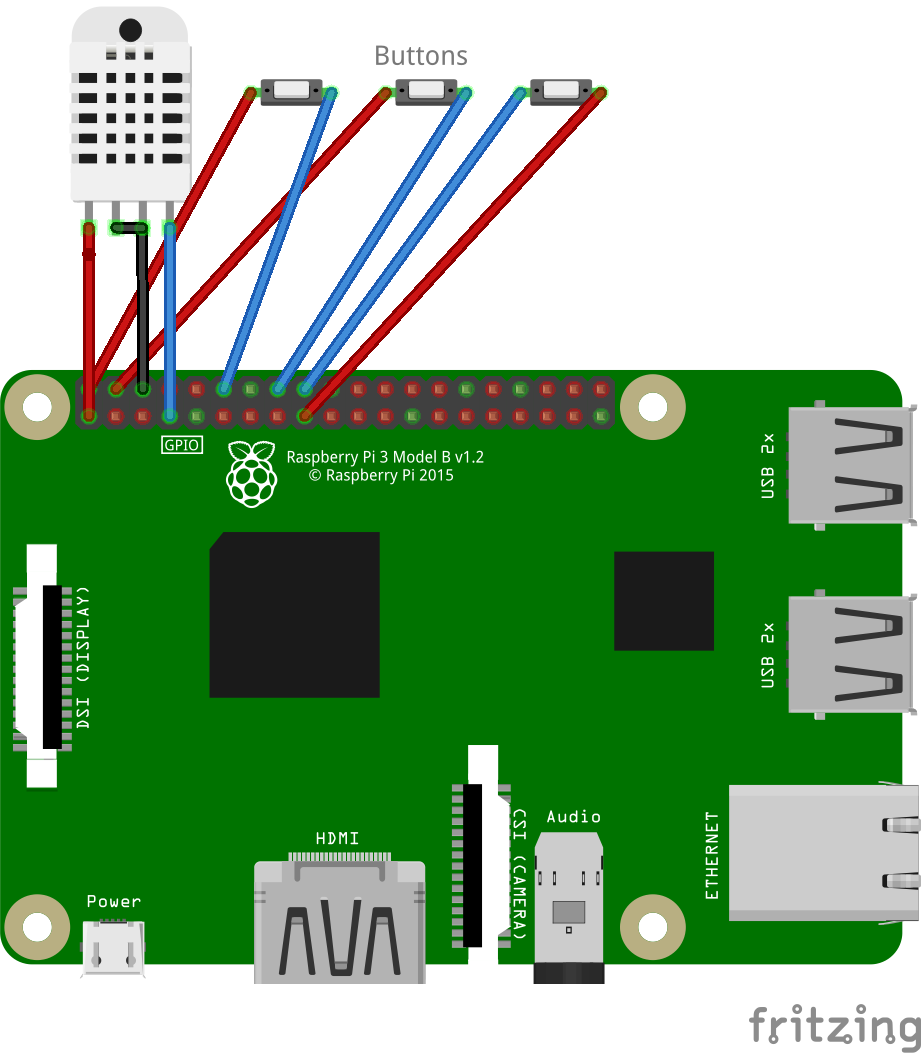 Buttons
GPIO
Raspberry Pi 3 Model B v1.2
© Raspberry Pi 2015
USB 2x
DSI (DISPLAY)
USB 2x
CSI (CAMERA)
Audio
ETHERNET
HDMI
Power
fritzing